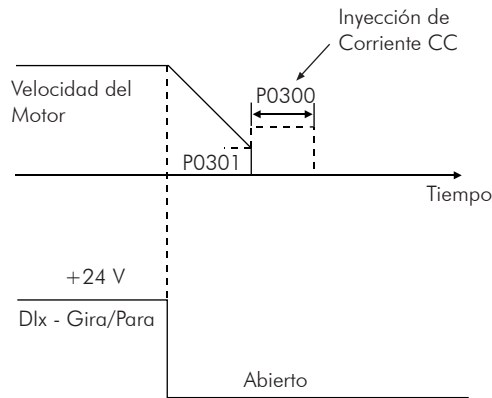 Inyección de
Corriente CC
Velocidad del
Motor
P0300
P0301
Tiempo
+24 V
DIx - Gira/Para
Abierto